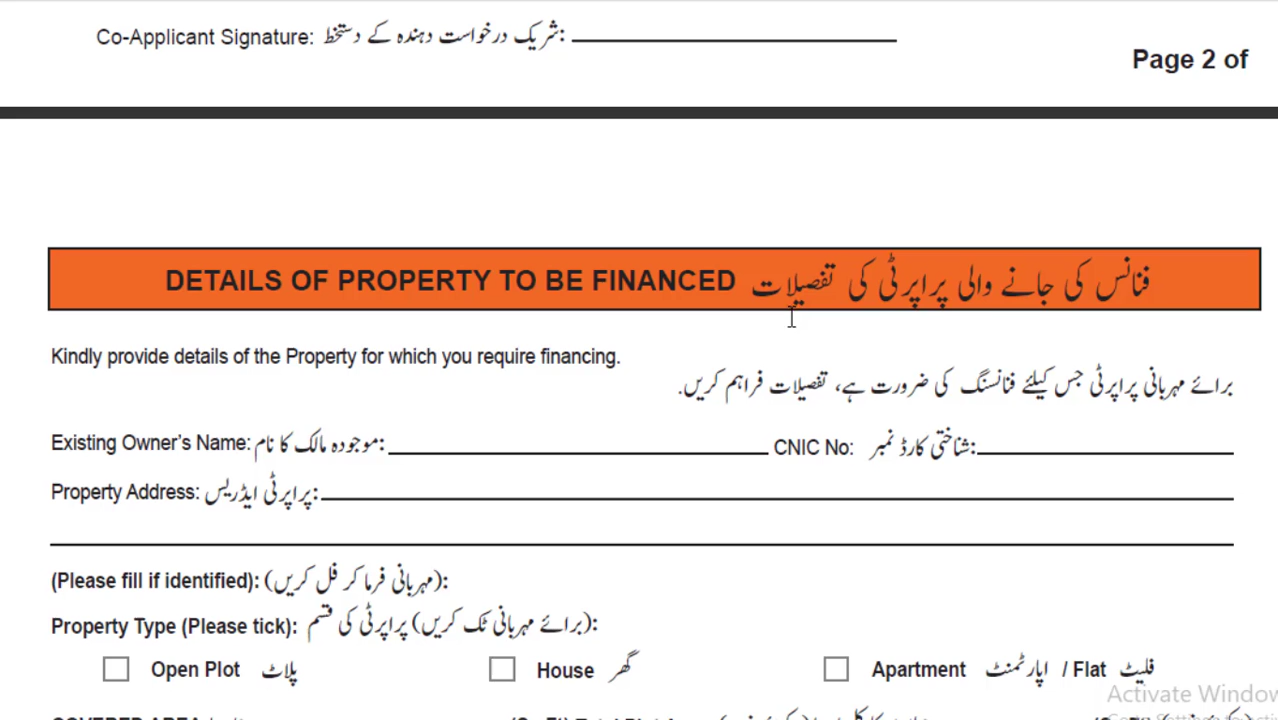 Co-Applicant Signature: شریک درخواست دہندہ کے دستخط:
Page 2 of
DETAILS OF PROPERTY TO BE FINANCED فنانس کی جانے والی پراپرٹی کی تفصیلات
Kindly provide details of the Property for which you require financing.
برائے مہربانی پراپرٹی جس کیلئے فنانسنگ کی ضرورت ہے، تفصیلات فراہم کریں.
Existing Owner's Name: موجودہ مالک کا نام: CNIC No: شناختی کارڈ نمبر:
Property Address: پراپرٹی ایڈریس:
(Please fill if identified): (مہربانی فرما کر فل کریں):
Property Type (Please tick): پراپرٹی کی قسم (برائے مہربانی ٹک کریں):
Open Plot پلاٹ House گھر Apartment اپارٹمنٹ / Flat فلیٹ
Activate Window
COVERED AREA